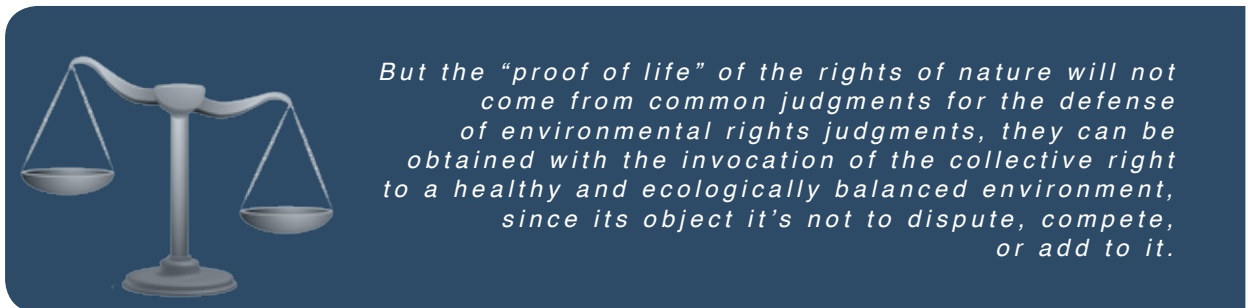 But the “proof of life” of the rights of nature will not
come from common judgments for the defense
of environmental rights judgments, they can be
obtained with the invocation of the collective right
to a healthy and ecologically balanced environment,
since its object it’s not to dispute, compete,
or add to it.